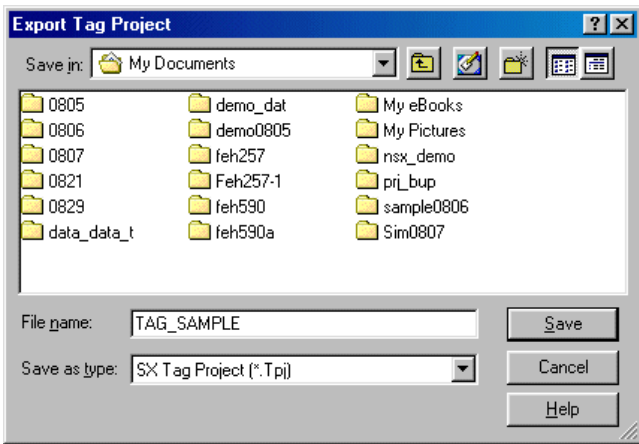 Export Tag Project
Save in: My Documents
0805 demo_dat My eBooks
0806 demo0805 My Pictures
0807 feh257 nsx_demo
0821 Feh257-1 prj_bup
0829 feh590 sample0806
data_data_t feh590a Sim0807
File name: TAG_SAMPLE Save
Save as type: SX Tag Project (*.Tpj) Cancel
Help